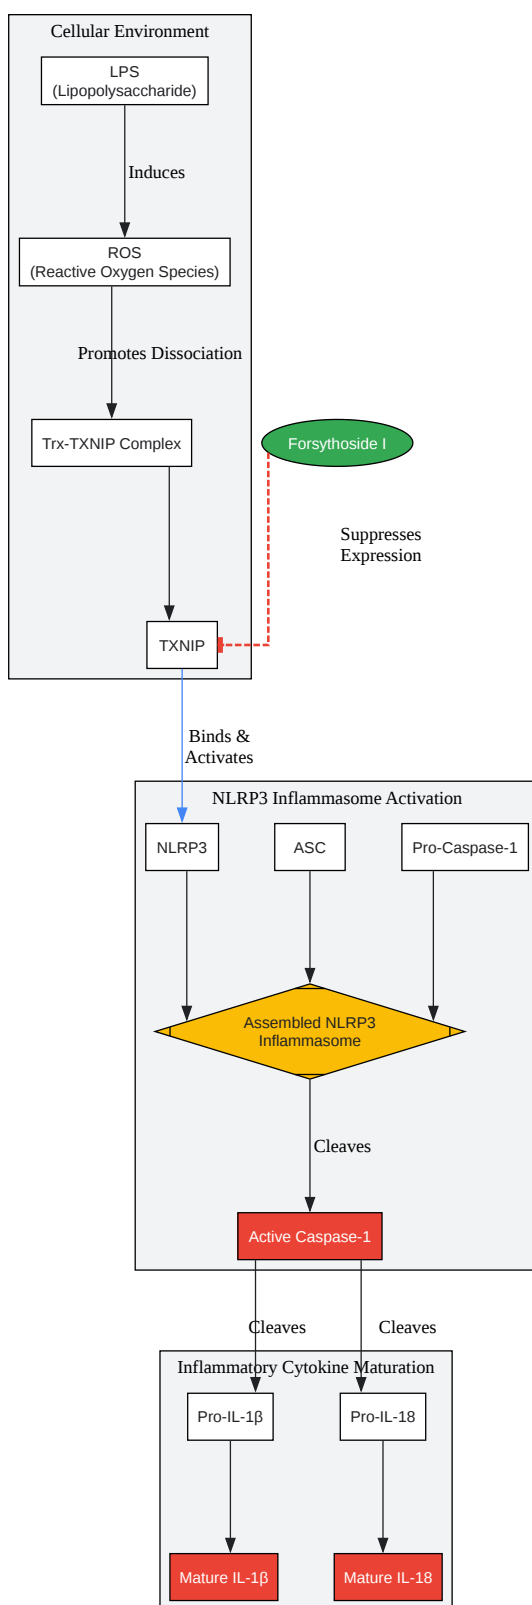 Cellular Environment
LPS
(Lipopolysaccharide)
Induces
ROS
(Reactive Oxygen Species)
Promotes Dissociation
Trx-TXNIP Complex
Forsythoside I
Suppresses
Expression
TXNIP
Binds &
Activates
NLRP3 Inflammasome Activation
NLRP3
ASC
Pro-Caspase-1
Assembled NLRP3
Inflammasome
Cleaves
Active Caspase-1
Cleaves
Cleaves
Inflammatory Cytokine Maturation
Pro-IL-1β
Pro-IL-18
Mature IL-1β
Mature IL-18